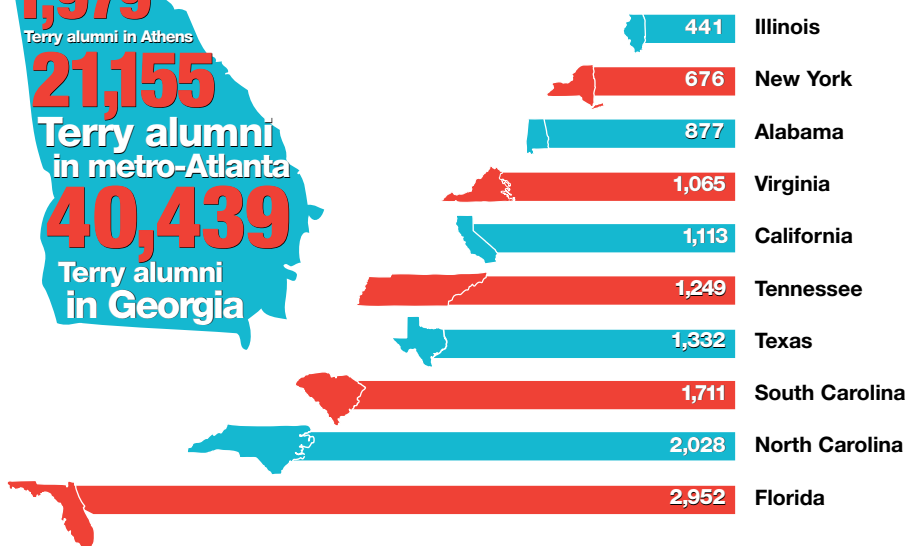 1,979
Terry alumni in Athens
21,155
Terry alumni
in metro-Atlanta
40,439
Terry alumni
in Georgia
441 Illinois
676 New York
877 Alabama
1,065 Virginia
1,113 California
1,249 Tennessee
1,332 Texas
1,711 South Carolina
2,028 North Carolina
2,952 Florida